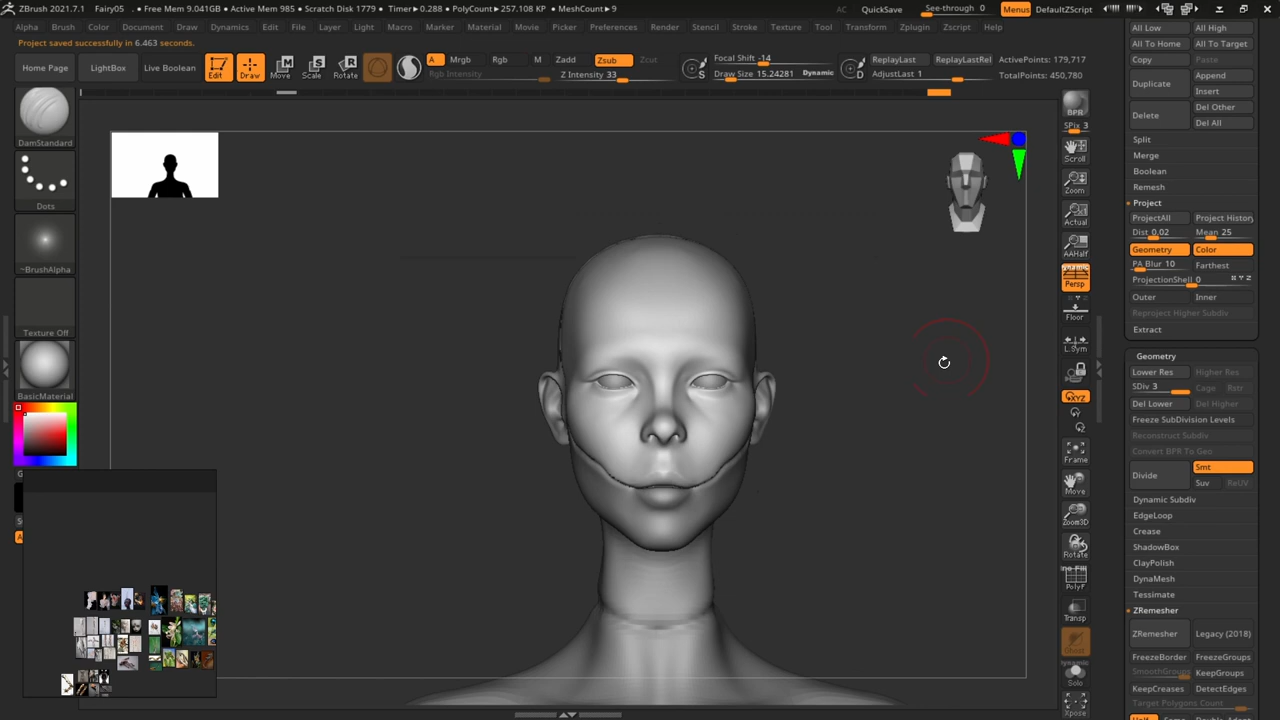 ZBrush 2021.7.1 Fairy05 • Free Mem 9.041GB • Active Mem 985 • Scratch Disk 1779 • Timer▸0.288 • PolyCount▸257.108 KP • MeshCount▸9 AC QuickSave See-through 0 Menus DefaultZScript
Alpha Brush Color Document Draw Dynamics Edit File Layer Light Macro Marker Material Movie Picker Preferences Render Stencil Stroke Texture Tool Transform Zplugin Zscript Help
Project saved successfully in 6.463 seconds.
Home Page LightBox Live Boolean Edit Draw Move Scale Rotate
A Mrgb Rgb M Zadd Zsub Zcut
Rgb Intensity Z Intensity 33
Focal Shift -14
Draw Size 15.24281 Dynamic
S
D
ReplayLast ReplayLastRel
AdjustLast 1
ActivePoints: 179,717
TotalPoints: 450,780
DamStandard
Dots
~BrushAlpha
Texture Off
BasicMaterial
BPR
SPix 3
Scroll
Zoom
Actual
AAHalf
Dynamic
Persp
Floor
L.Sym
XYZ
Y
Z
Frame
Move
Zoom3D
Rotate
PolyF
Transp
Ghost
Dynamic
Solo
Xpose
All Low All High
All To Home All To Target
Copy Paste
Duplicate Append
Insert
Delete Del Other
Del All
Split
Merge
Boolean
Remesh
Project
ProjectAll Project History
Dist 0.02 Mean 25
Geometry Color
PA Blur 10 Farthest
ProjectionShell 0 X Y Z
Outer Inner
Reproject Higher Subdiv
Extract
Geometry
Lower Res Higher Res
SDiv 3 Cage Rstr
Del Lower Del Higher
Freeze SubDivision Levels
Reconstruct Subdiv
Convert BPR To Geo
Divide Smt
Suv ReUV
Dynamic Subdiv
EdgeLoop
Crease
ShadowBox
ClayPolish
DynaMesh
Tessimate
ZRemesher
ZRemesher Legacy (2018)
FreezeBorder FreezeGroups
SmoothGroups KeepGroups
KeepCreases DetectEdges
Target Polygons Count
Half Adapt